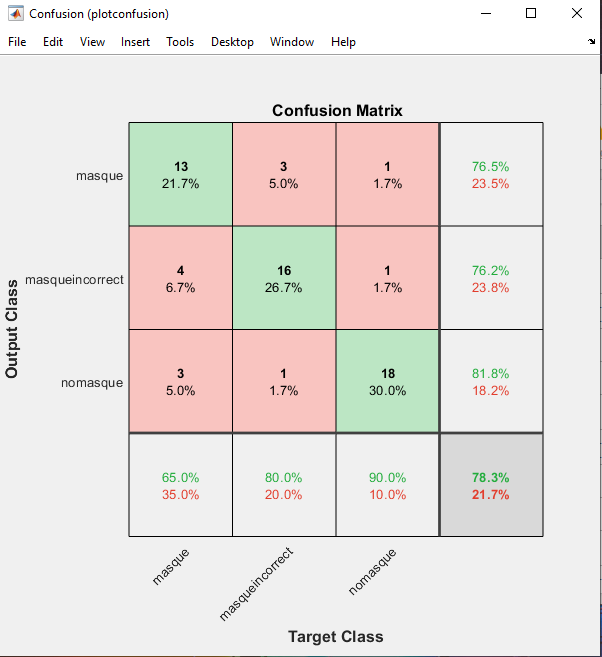 Confusion (plotconfusion)
File Edit View Insert Tools Desktop Window Help
Confusion Matrix
masque
13 3 1 76.5%
21.7% 5.0% 1.7% 23.5%
masqueincorrect
4 16 1 76.2%
6.7% 26.7% 1.7% 23.8%
nomasque
3 1 18 81.8%
5.0% 1.7% 30.0% 18.2%
65.0% 80.0% 90.0% 78.3%
35.0% 20.0% 10.0% 21.7%
Output Class
masque masqueincorrect nomasque
Target Class